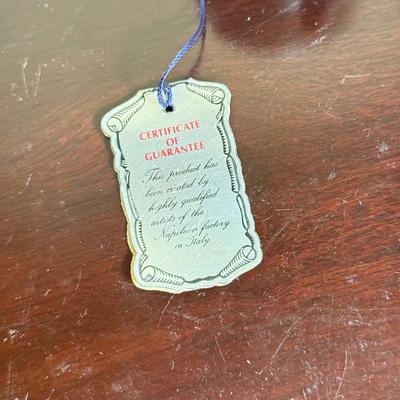 CERTIFICATE
OF
GUARANTEE
This product has
been created by
highly qualified
artists of the
Napoleon factory
in Italy